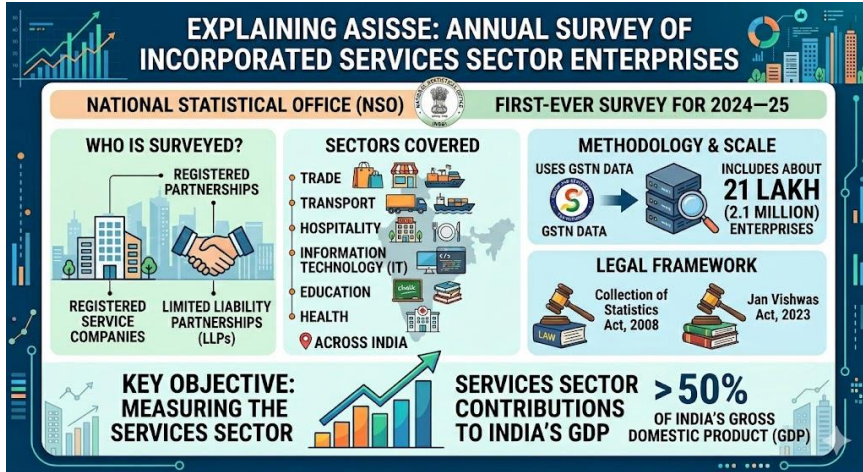 EXPLAINING ASISSE: ANNUAL SURVEY OF
INCORPORATED SERVICES SECTOR ENTERPRISES
NATIONAL STATISTICAL OFFICE (NSO)
FIRST-EVER SURVEY FOR 2024—25
WHO IS SURVEYED?
REGISTERED
PARTNERSHIPS
REGISTERED
SERVICE
COMPANIES
LIMITED LIABILITY
PARTNERSHIPS
(LLPs)
SECTORS COVERED
TRADE
TRANSPORT
HOSPITALITY
INFORMATION
TECHNOLOGY (IT)
</>
EDUCATION
chalk
HEALTH
ACROSS INDIA
METHODOLOGY & SCALE
USES GSTN DATA
GSTN DATA
INCLUDES ABOUT
21 LAKH
(2.1 MILLION)
ENTERPRISES
LEGAL FRAMEWORK
LAW
Collection of
Statistics
Act, 2008
Jan Vishwas
Act, 2023
KEY OBJECTIVE:
MEASURING THE
SERVICES SECTOR
SERVICES SECTOR
CONTRIBUTIONS
TO INDIA'S GDP
>50%
OF INDIA'S GROSS
DOMESTIC PRODUCT (GDP)